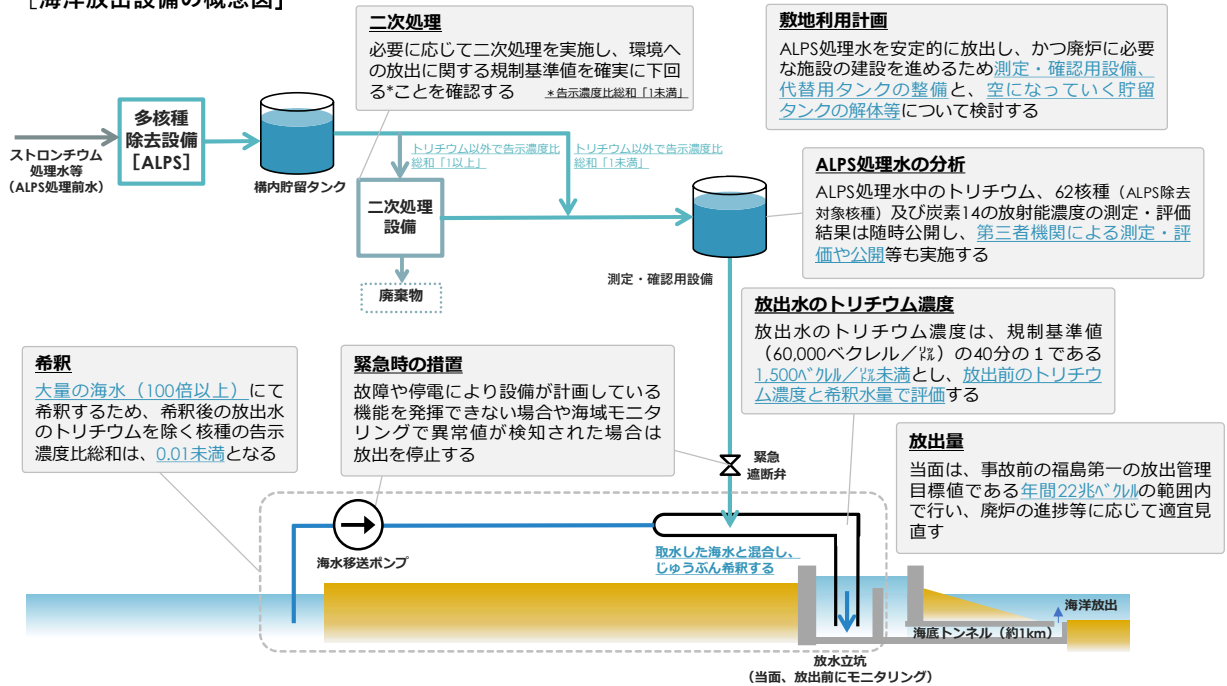 ［海洋放出設備の概念図］
二次処理
必要に応じて二次処理を実施し、環境へ
の放出に関する規制基準値を確実に下回
る*ことを確認する ＊告示濃度比総和「1未満」
敷地利用計画
ALPS処理水を安定的に放出し、かつ廃炉に必要
な施設の建設を進めるため測定・確認用設備、
代替用タンクの整備と、空になっていく貯留
タンクの解体等について検討する
ストロンチウム
処理水等
（ALPS処理前水）
多核種
除去設備
［ALPS］
構内貯留タンク
トリチウム以外で告示濃度比
総和「1以上」
トリチウム以外で告示濃度比
総和「1未満」
二次処理
設備
廃棄物
測定・確認用設備
ALPS処理水の分析
ALPS処理水中のトリチウム、62核種（ALPS除去
対象核種）及び炭素14の放射能濃度の測定・評価
結果は随時公開し、第三者機関による測定・評
価や公開等も実施する
放出水のトリチウム濃度
放出水のトリチウム濃度は、規制基準値
（60,000ベクレル／㍑）の40分の１である
1,500ﾍﾞｸﾚﾙ／㍑未満とし、放出前のトリチウ
ム濃度と希釈水量で評価する
希釈
大量の海水（100倍以上）にて
希釈するため、希釈後の放出水
のトリチウムを除く核種の告示
濃度比総和は、0.01未満となる
緊急時の措置
故障や停電により設備が計画している
機能を発揮できない場合や海域モニタ
リングで異常値が検知された場合は
放出を停止する
放出量
当面は、事故前の福島第一の放出管理
目標値である年間22兆ﾍﾞｸﾚﾙの範囲内
で行い、廃炉の進捗等に応じて適宜見
直す
緊急
遮断弁
海水移送ポンプ
取水した海水と混合し、
じゅうぶん希釈する
海洋放出
海底トンネル（約1km）
放水立坑
（当面、放出前にモニタリング）